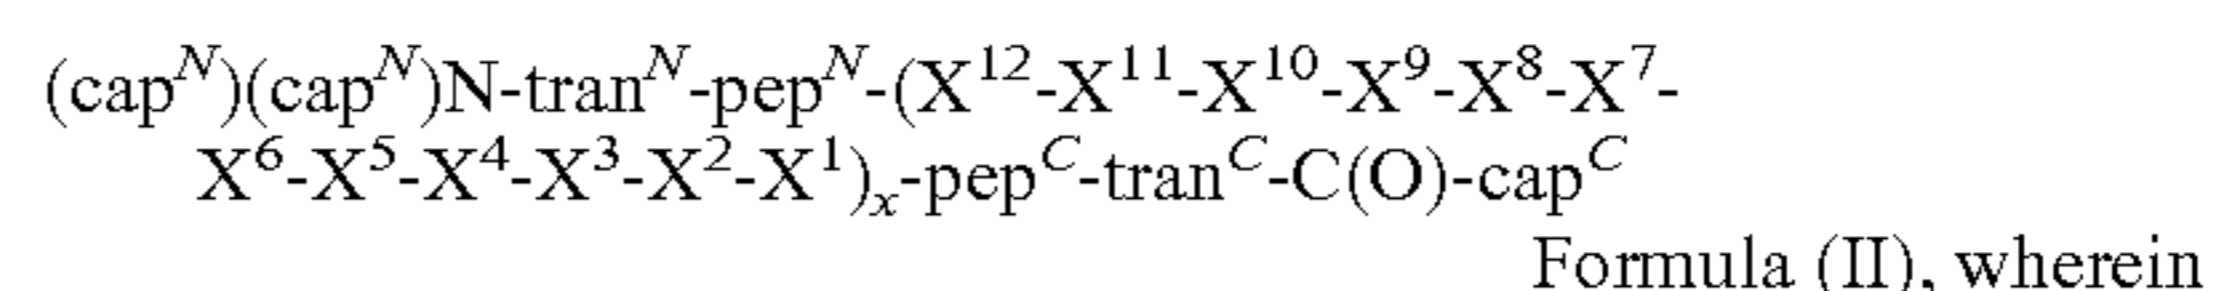 (cap^N)(cap^N)N-tran^N-pep^N-(X^12-X^11-X^10-X^9-X^8-X^7-
X^6-X^5-X^4-X^3-X^2-X^1)_x-pep^C-tran^C-C(O)-cap^C
Formula (II), wherein